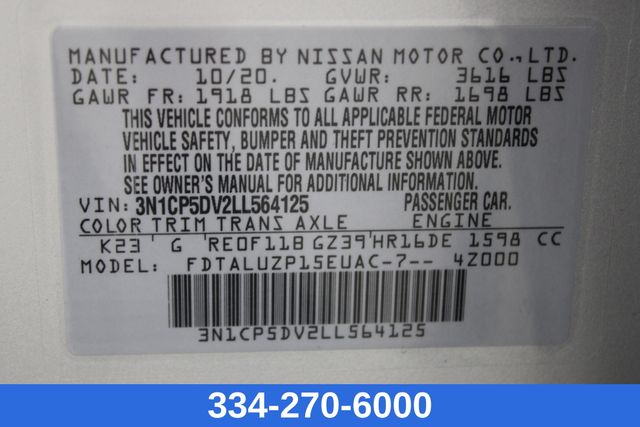 MANUFACTURED BY NISSAN MOTOR CO., LTD.
DATE: 10/20. GVWR: 3616 LBS
GAWR FR: 1918 LBS GAWR RR: 1698 LBS
THIS VEHICLE CONFORMS TO ALL APPLICABLE FEDERAL MOTOR
VEHICLE SAFETY, BUMPER AND THEFT PREVENTION STANDARDS
IN EFFECT ON THE DATE OF MANUFACTURE SHOWN ABOVE.
SEE OWNER'S MANUAL FOR ADDITIONAL INFORMATION.
VIN: 3N1CP5DV2LL564125 PASSENGER CAR.
COLOR TRIM TRANS AXLE ENGINE
K23 G RE0F11B GZ39 HR16DE 1598 CC
MODEL: FDTALUZP15EUAC-7-- 4Z000
3N1CP5DV2LL564125
334-270-6000